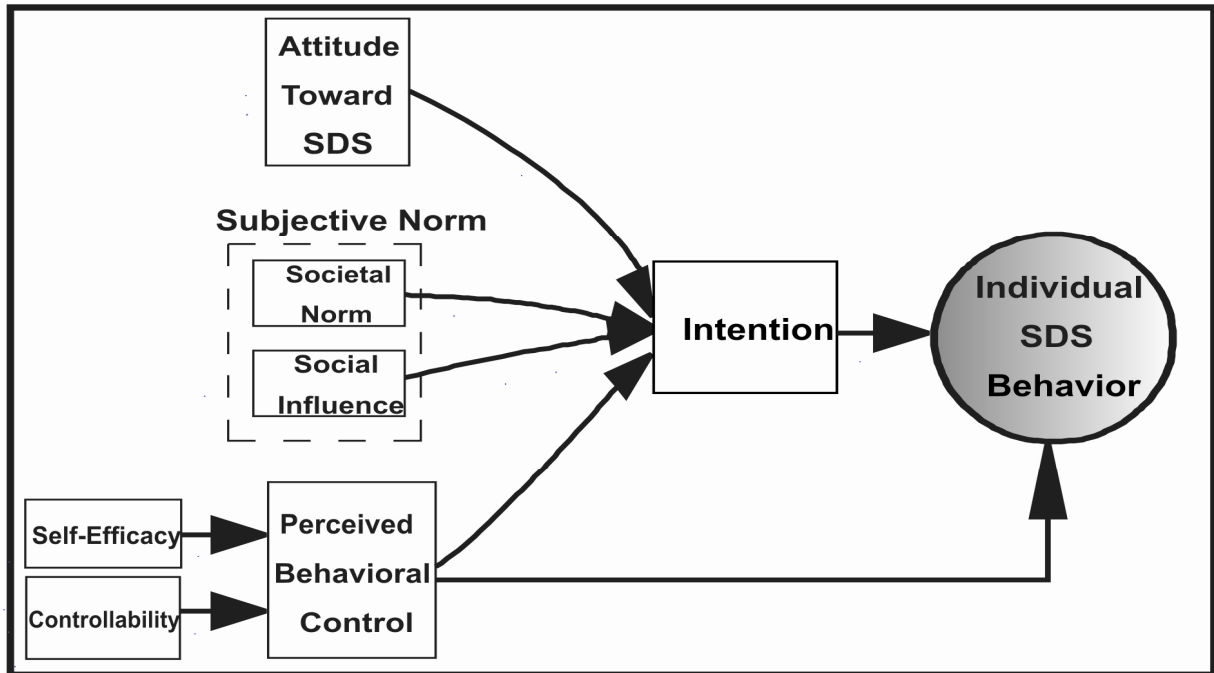 Attitude
Toward
SDS
Subjective Norm
Societal
Norm
Social
Influence
Intention
Individual
SDS
Behavior
Self-Efficacy
Controllability
Perceived
Behavioral
Control